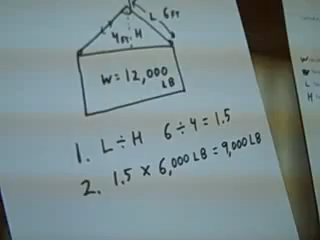 L 6FT
4FT H
W = 12,000
LB
1. L ÷ H 6 ÷ 4 = 1.5
2. 1.5 × 6,000 LB = 9,000 LB
W
W
L
H